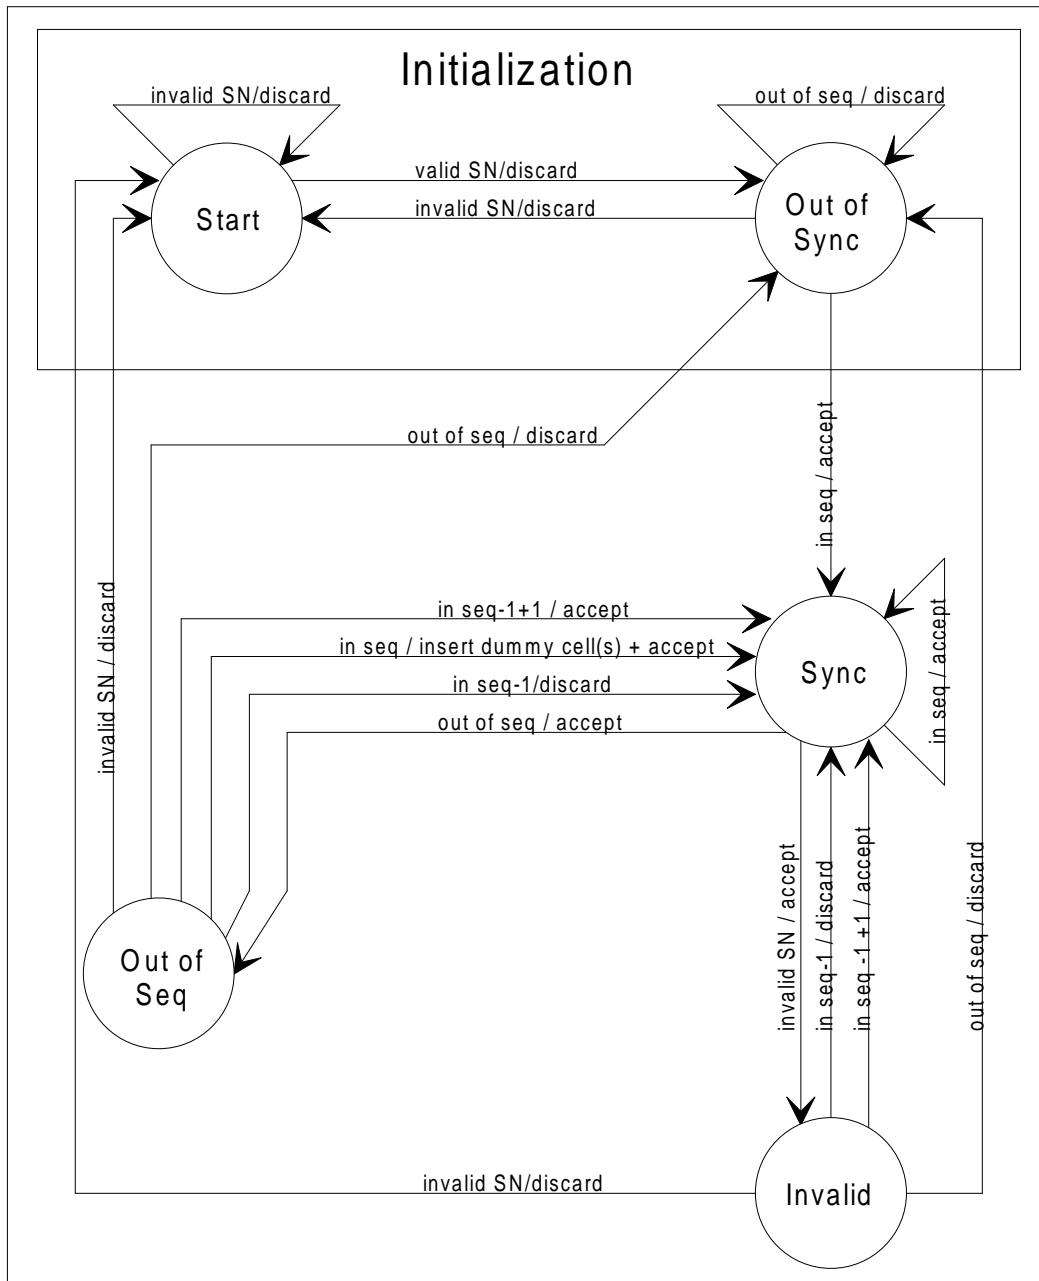 Initialization
invalid SN/discard
out of seq / discard
valid SN/discard
invalid SN/discard
Start
Out of
Sync
out of seq / discard
in seq / accept
in seq-1+1 / accept
in seq / insert dummy cell(s) + accept
in seq-1/discard
out of seq / accept
Sync
in seq / accept
invalid SN / discard
Out of
Seq
invalid SN / accept
in seq-1 / discard
in seq -1 +1 / accept
out of seq / discard
invalid SN/discard
Invalid